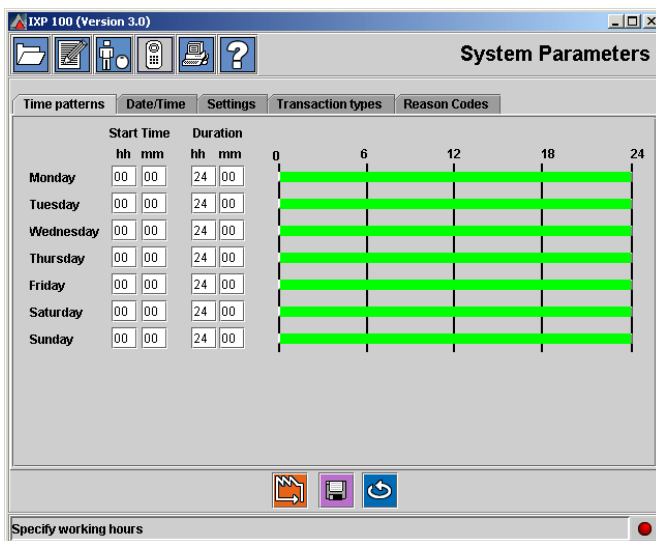 IXP 100 (Version 3.0)
System Parameters
Time patterns Date/Time Settings Transaction types Reason Codes
Start Time Duration
hh mm hh mm 0 6 12 18 24
Monday 00 00 24 00
Tuesday 00 00 24 00
Wednesday 00 00 24 00
Thursday 00 00 24 00
Friday 00 00 24 00
Saturday 00 00 24 00
Sunday 00 00 24 00
Specify working hours